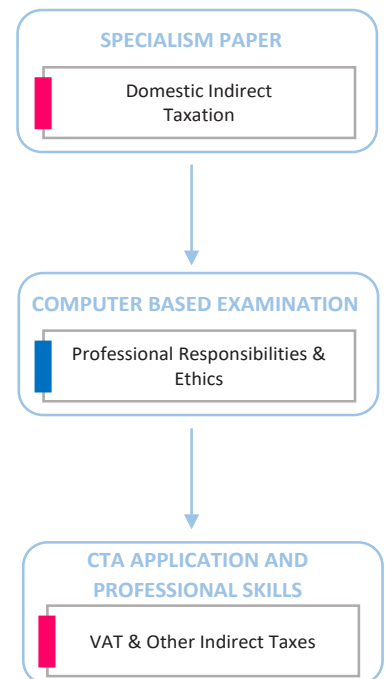 SPECIALISM PAPER
Domestic Indirect
Taxation
COMPUTER BASED EXAMINATION
Professional Responsibilities &
Ethics
CTA APPLICATION AND
PROFESSIONAL SKILLS
VAT & Other Indirect Taxes